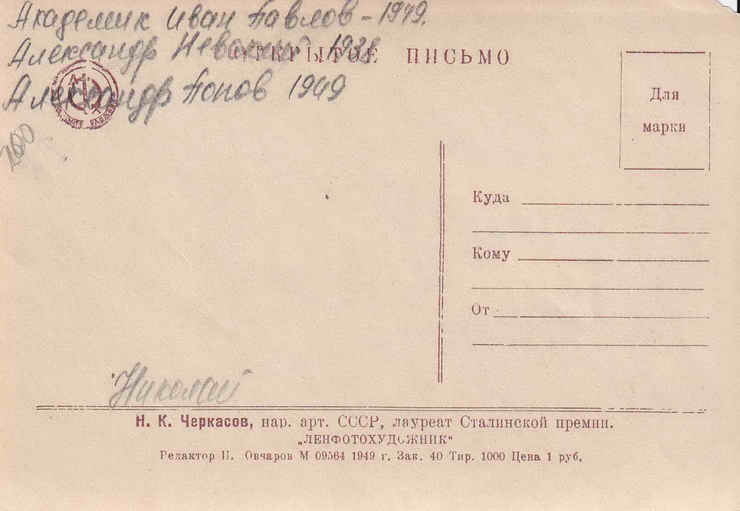 Академик Иван Павлов - 1949.
Александр Невский 1938
ОТКРЫТОЕ ПИСЬМО
Александр Попов 1949
200
Для
марки
Куда
Кому
От
Николай
Н. К. Черкасов, нар. арт. СССР, лауреат Сталинской премии.
„ЛЕНФОТОХУДОЖНИК“
Редактор П. Овчаров М 09564 1949 г. Зак. 40 Тир. 1000 Цена 1 руб.